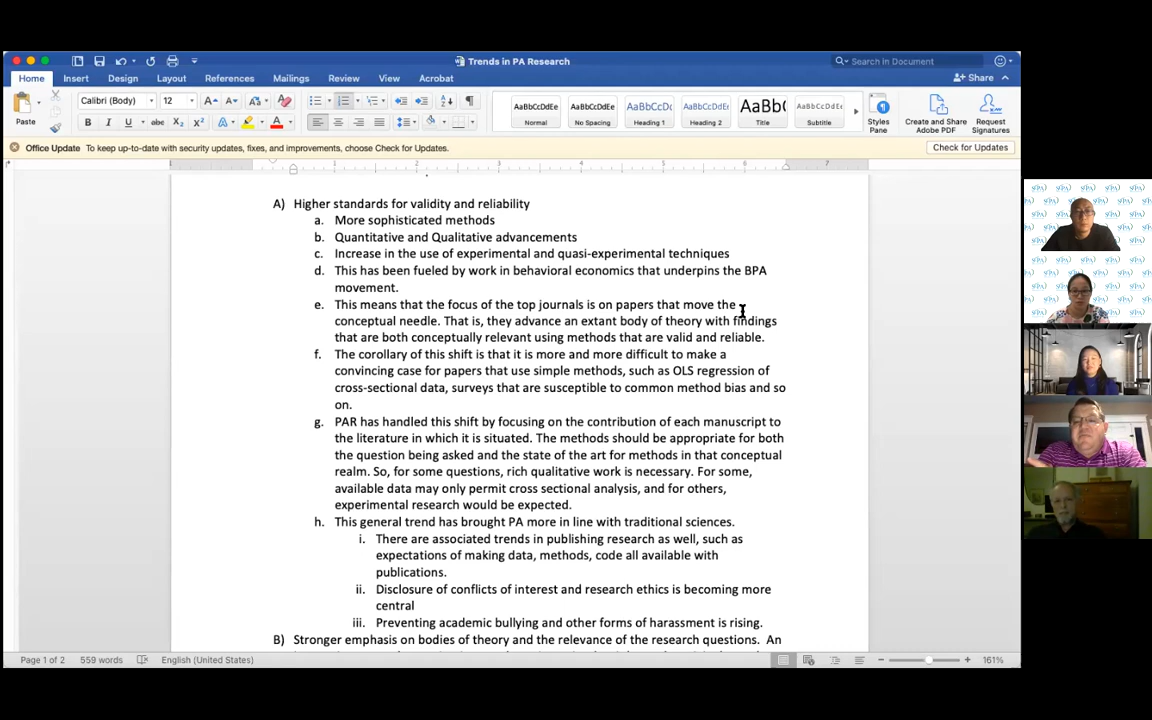 Trends in PA Research
Search in Document
Home Insert Design Layout References Mailings Review View Acrobat
Share
Paste
Calibri (Body) 12
AaBbCcDdEe AaBbCcDdEe AaBbCcDc AaBbCcDdEe AaBb( AaBbCcDdEe
Normal No Spacing Heading 1 Heading 2 Title Subtitle
Styles Pane
Create and Share Adobe PDF
Request Signatures
Office Update To keep up-to-date with security updates, fixes, and improvements, choose Check for Updates.
Check for Updates
1 1 2 3 4 5 6 7
A) Higher standards for validity and reliability
a. More sophisticated methods
b. Quantitative and Qualitative advancements
c. Increase in the use of experimental and quasi-experimental techniques
d. This has been fueled by work in behavioral economics that underpins the BPA
movement.
e. This means that the focus of the top journals is on papers that move the
conceptual needle. That is, they advance an extant body of theory with findings
that are both conceptually relevant using methods that are valid and reliable.
f. The corollary of this shift is that it is more and more difficult to make a
convincing case for papers that use simple methods, such as OLS regression of
cross-sectional data, surveys that are susceptible to common method bias and so
on.
g. PAR has handled this shift by focusing on the contribution of each manuscript to
the literature in which it is situated. The methods should be appropriate for both
the question being asked and the state of the art for methods in that conceptual
realm. So, for some questions, rich qualitative work is necessary. For some,
available data may only permit cross sectional analysis, and for others,
experimental research would be expected.
h. This general trend has brought PA more in line with traditional sciences.
i. There are associated trends in publishing research as well, such as
expectations of making data, methods, code all available with
publications.
ii. Disclosure of conflicts of interest and research ethics is becoming more
central
iii. Preventing academic bullying and other forms of harassment is rising.
B) Stronger emphasis on bodies of theory and the relevance of the research questions. An
Page 1 of 2 559 words English (United States) 161%